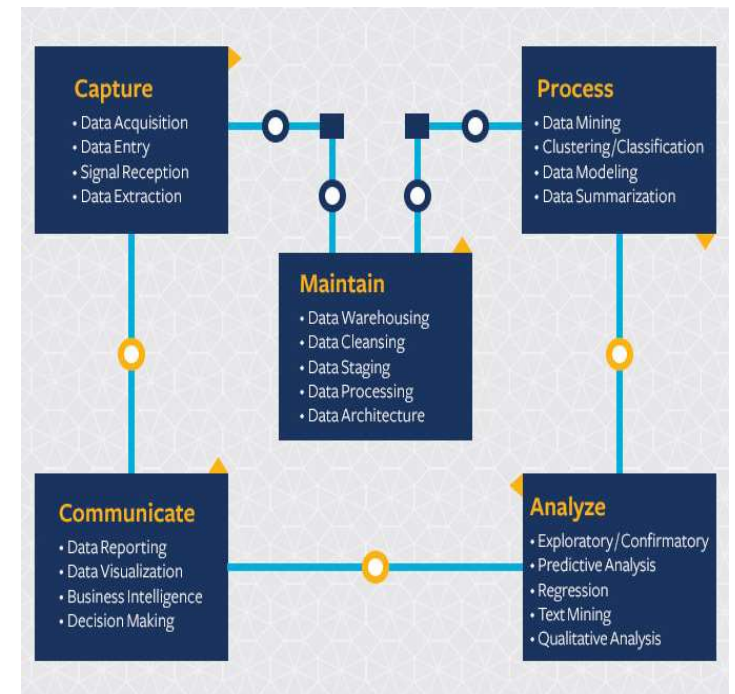 Capture
• Data Acquisition
• Data Entry
• Signal Reception
• Data Extraction
Process
• Data Mining
• Clustering/Classification
• Data Modeling
• Data Summarization
Maintain
• Data Warehousing
• Data Cleansing
• Data Staging
• Data Processing
• Data Architecture
Communicate
• Data Reporting
• Data Visualization
• Business Intelligence
• Decision Making
Analyze
• Exploratory/Confirmatory
• Predictive Analysis
• Regression
• Text Mining
• Qualitative Analysis